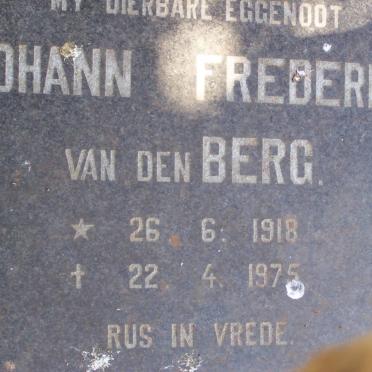 MY DIERBARE EGGENOOT
OHANN FREDERI
VAN DEN BERG.
★ 26. 6. 1918
† 22. 4. 1975
RUS IN VREDE.